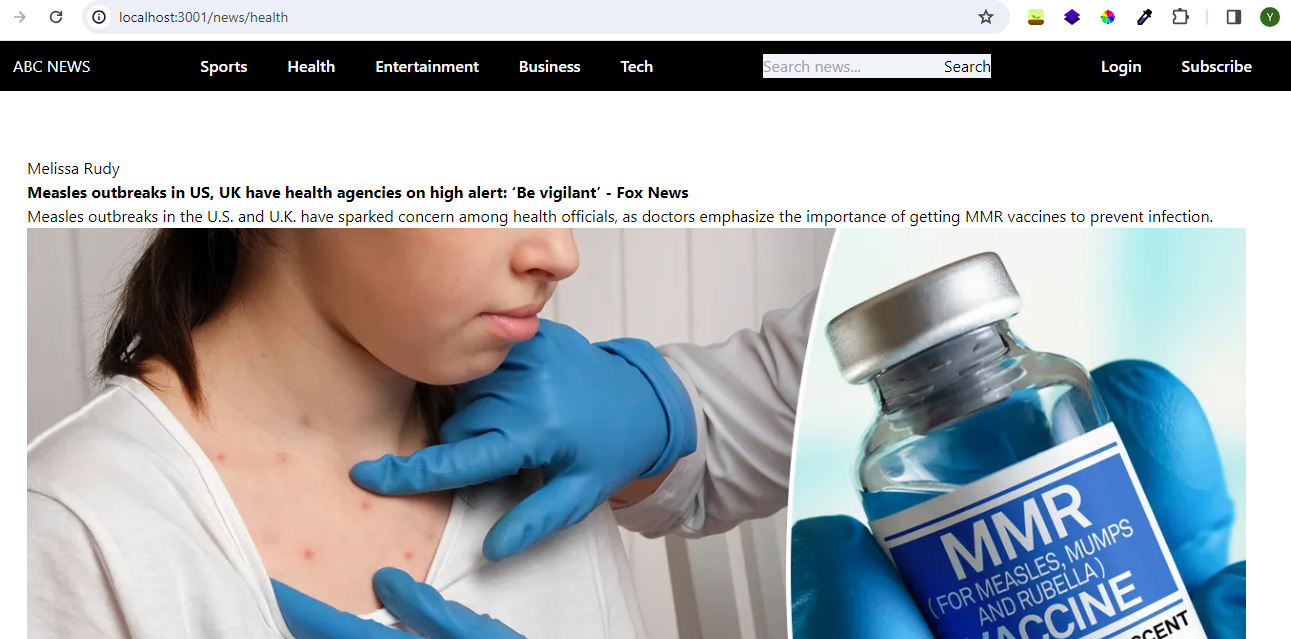 localhost:3001/news/health
Y
ABC NEWS Sports Health Entertainment Business Tech Search news... Search Login Subscribe
Melissa Rudy
Measles outbreaks in US, UK have health agencies on high alert: ‘Be vigilant’ - Fox News
Measles outbreaks in the U.S. and U.K. have sparked concern among health officials, as doctors emphasize the importance of getting MMR vaccines to prevent infection.
MMR
(FOR MEASLES, MUMPS
AND RUBELLA)
VACCINE